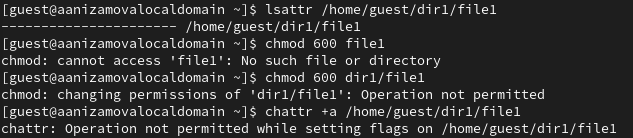 [guest@aanizamovalocaldomain ~]$ lsattr /home/guest/dir1/file1
---------------------- /home/guest/dir1/file1
[guest@aanizamovalocaldomain ~]$ chmod 600 file1
chmod: cannot access 'file1': No such file or directory
[guest@aanizamovalocaldomain ~]$ chmod 600 dir1/file1
chmod: changing permissions of 'dir1/file1': Operation not permitted
[guest@aanizamovalocaldomain ~]$ chattr +a /home/guest/dir1/file1
chattr: Operation not permitted while setting flags on /home/guest/dir1/file1